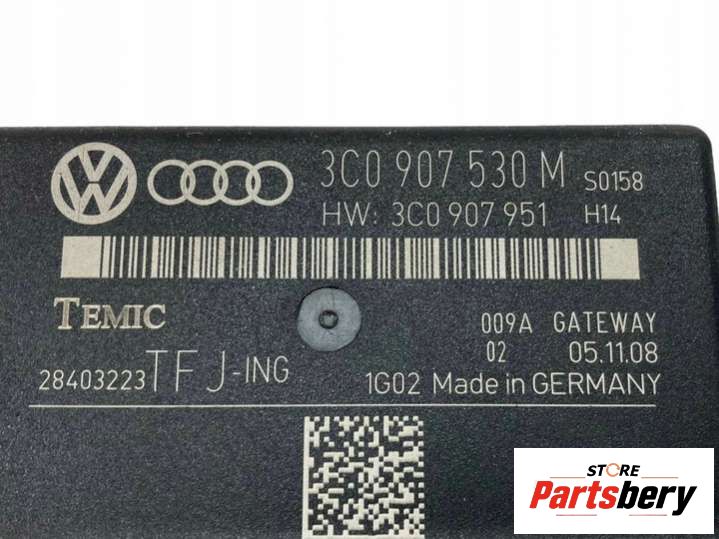 3C0 907 530 M S0158
HW: 3C0 907 951 H14
TEMIC
009A GATEWAY
02 05.11.08
28403223 TFJ-ING
1G02 Made in GERMANY
STORE
Partsbery